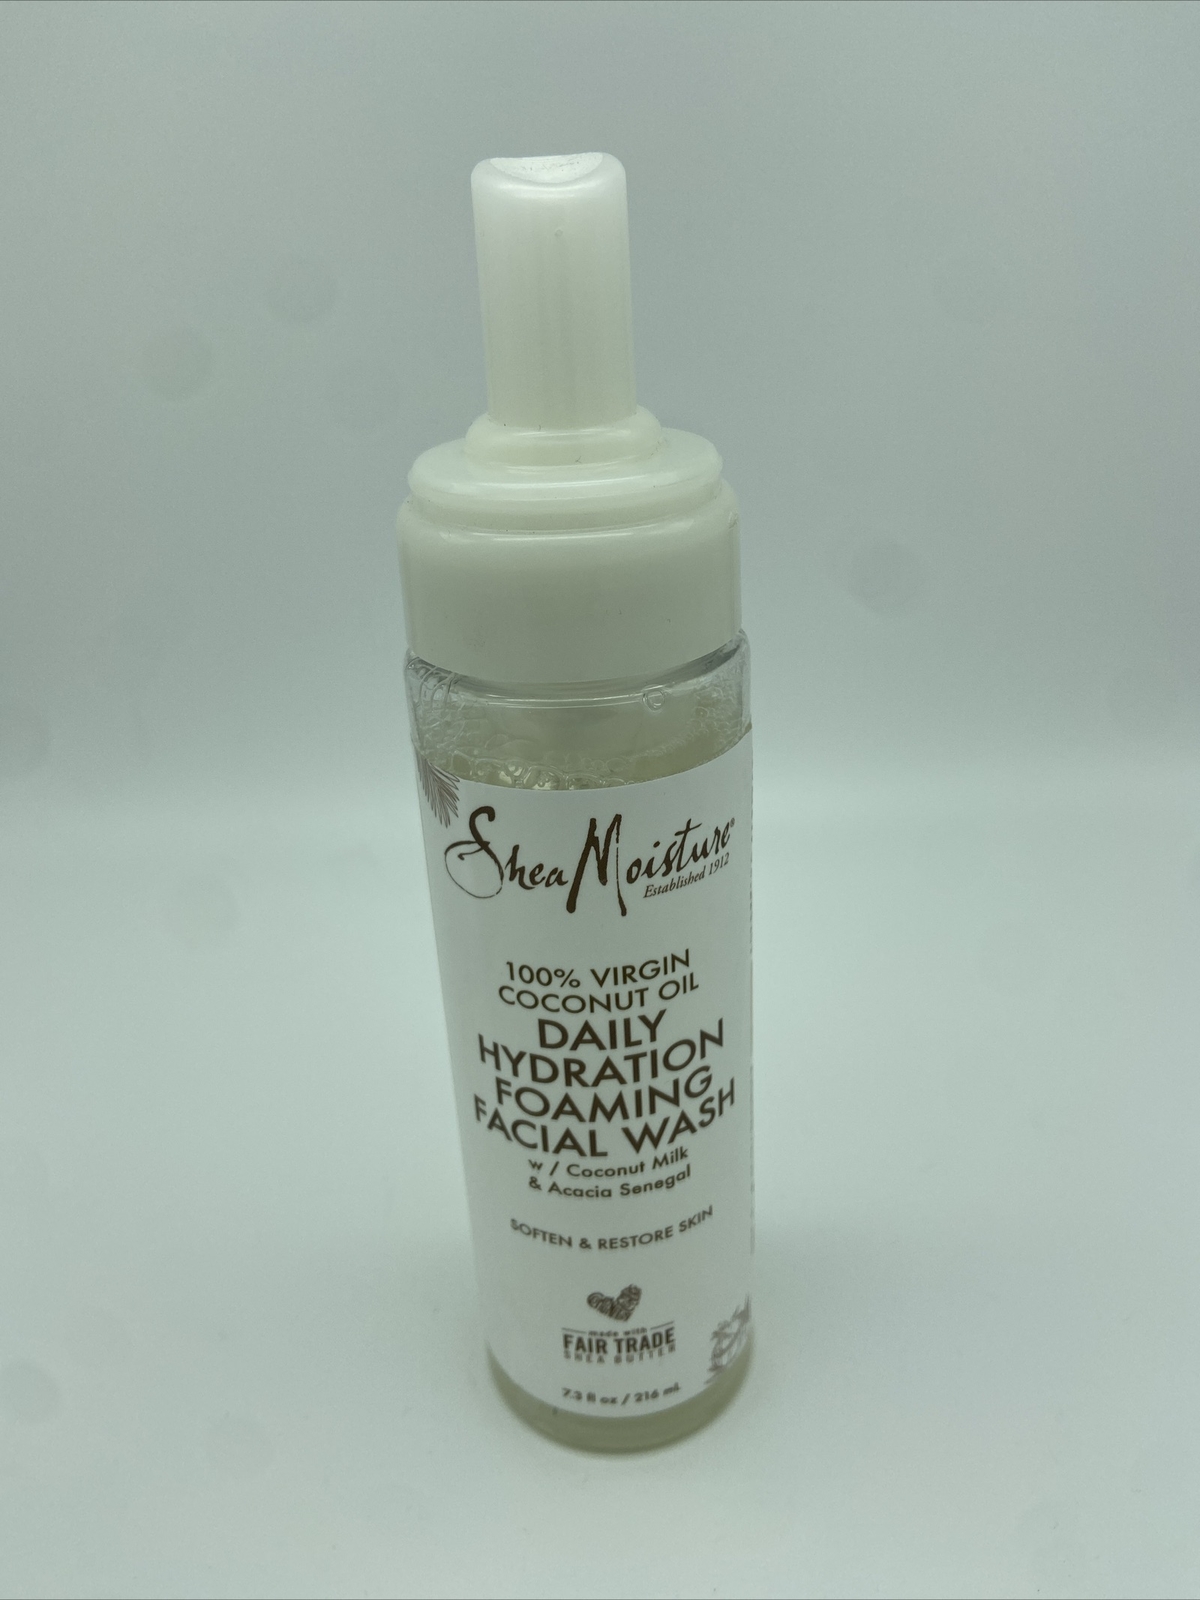 SheaMoisture®
Established 1912
100% VIRGIN
COCONUT OIL
DAILY
HYDRATION
FOAMING
FACIAL WASH
w / Coconut Milk
& Acacia Senegal
SOFTEN & RESTORE SKIN
made with
FAIR TRADE
SHEA BUTTER
7.3 fl oz / 216 mL